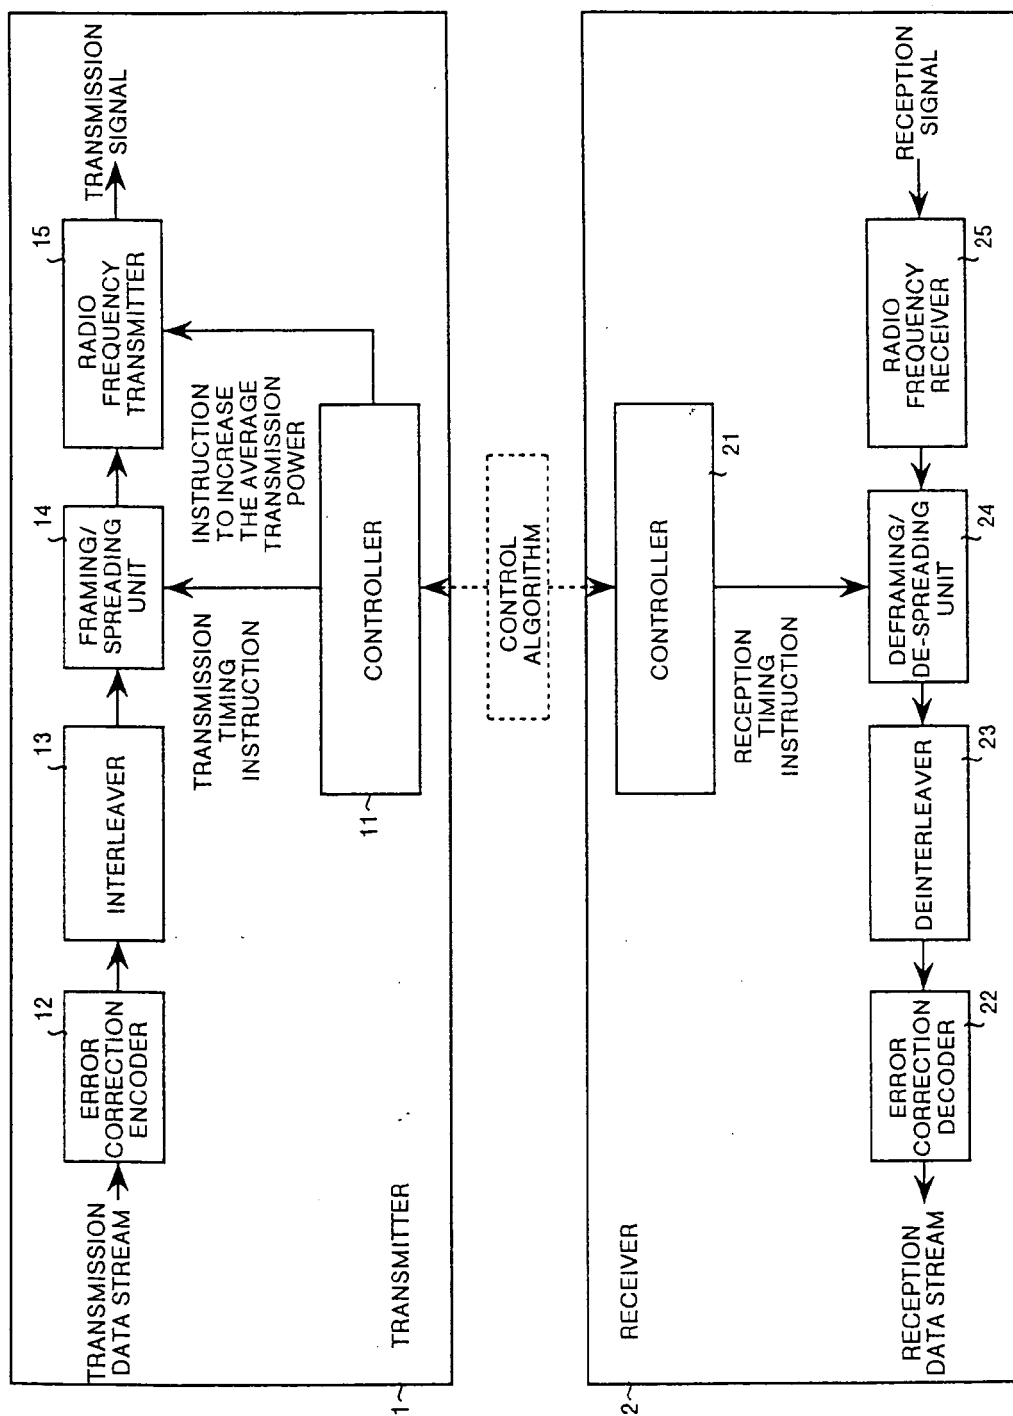 TRANSMISSION
DATA STREAM
12
ERROR
CORRECTION
ENCODER
13
INTERLEAVER
14
FRAMING/
SPREADING
UNIT
15
RADIO
FREQUENCY
TRANSMITTER
TRANSMISSION
SIGNAL
TRANSMISSION
TIMING
INSTRUCTION
INSTRUCTION
TO INCREASE
THE AVERAGE
TRANSMISSION
POWER
11
CONTROLLER
TRANSMITTER
1
CONTROL
ALGORITHM
2
RECEIVER
CONTROLLER
21
RECEPTION
TIMING
INSTRUCTION
RECEPTION
DATA STREAM
ERROR
CORRECTION
DECODER
22
DEINTERLEAVER
23
DEFRAMING/
DE-SPREADING
UNIT
24
RADIO
FREQUENCY
RECEIVER
25
RECEPTION
SIGNAL